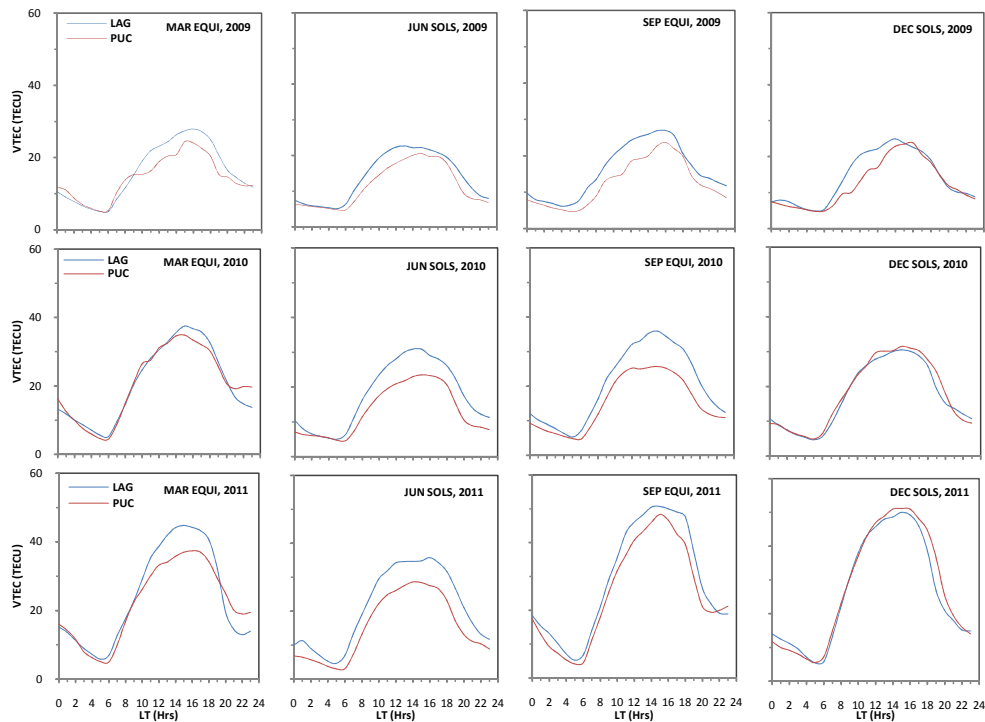 LAG
PUC
MAR EQUI, 2009
JUN SOLS, 2009
SEP EQUI, 2009
DEC SOLS, 2009
VTEC (TECU)
60
40
20
0
LAG
PUC
MAR EQUI, 2010
JUN SOLS, 2010
SEP EQUI, 2010
DEC SOLS, 2010
VTEC (TECU)
60
40
20
0
LAG
PUC
MAR EQUI, 2011
JUN SOLS, 2011
SEP EQUI, 2011
DEC SOLS, 2011
VTEC (TECU)
60
40
20
0
0 2 4 6 8 10 12 14 16 18 20 22 24
0 2 4 6 8 10 12 14 16 18 20 22 24
0 2 4 6 8 10 12 14 16 18 20 22 24
0 2 4 6 8 10 12 14 16 18 20 22 24
LT (Hrs)
LT (Hrs)
LT (Hrs)
LT (Hrs)